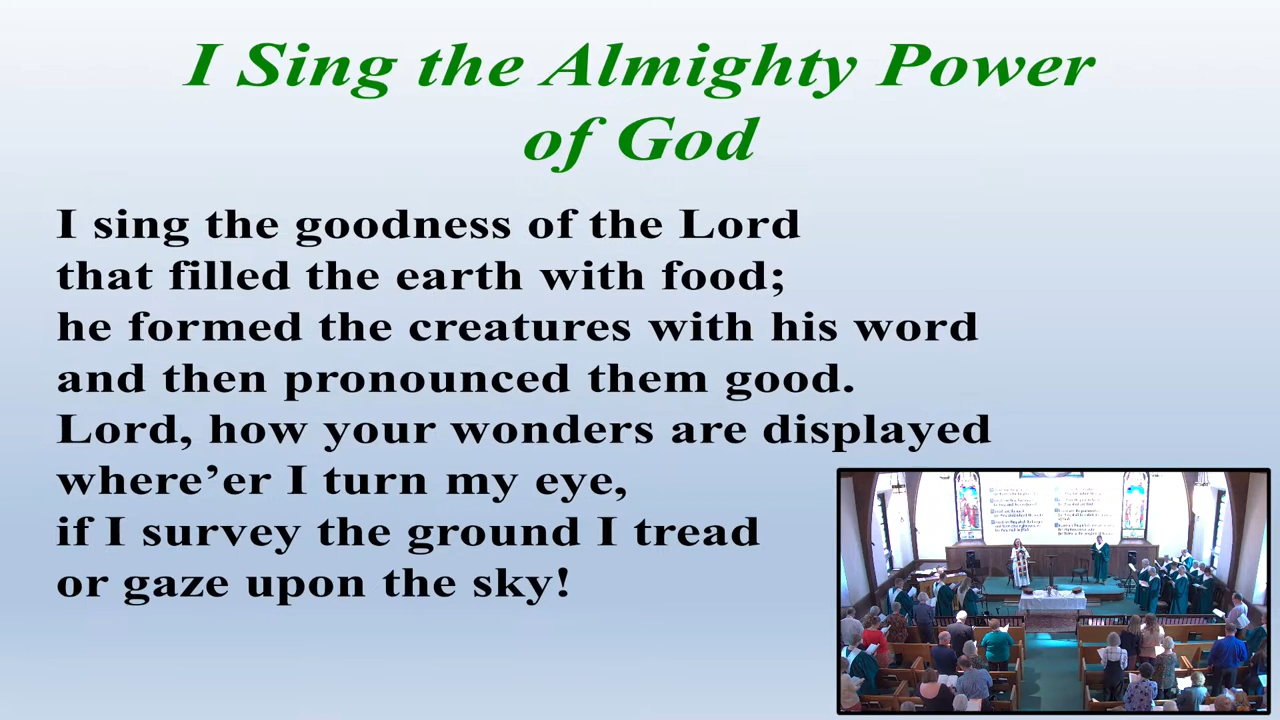 I Sing the Almighty Power
of God
I sing the goodness of the Lord
that filled the earth with food;
he formed the creatures with his word
and then pronounced them good.
Lord, how your wonders are displayed
where’er I turn my eye,
if I survey the ground I tread
or gaze upon the sky!